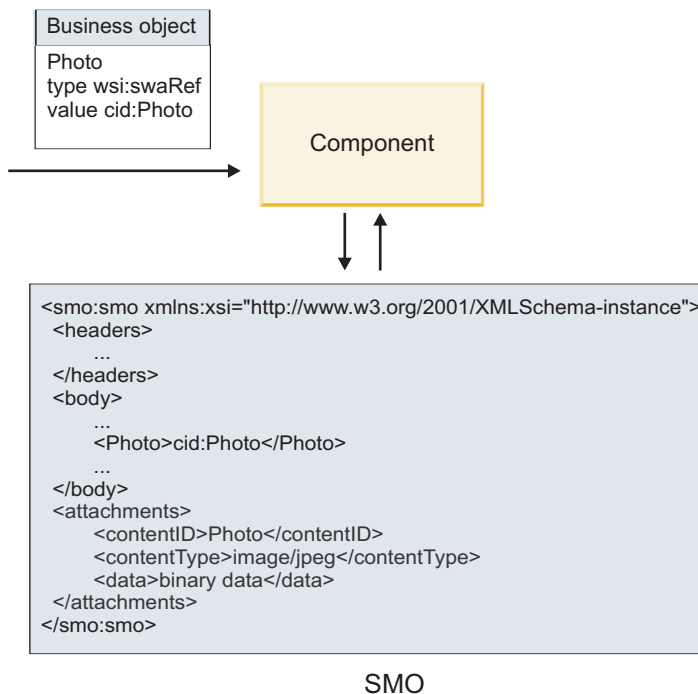 Business object
Photo
type wsi:swaRef
value cid:Photo
Component
<smo:smo xmlns:xsi="http://www.w3.org/2001/XMLSchema-instance">
<headers>
...
</headers>
<body>
...
<Photo>cid:Photo</Photo>
...
</body>
<attachments>
<contentID>Photo</contentID>
<contentType>image/jpeg</contentType>
<data>binary data</data>
</attachments>
</smo:smo>
SMO